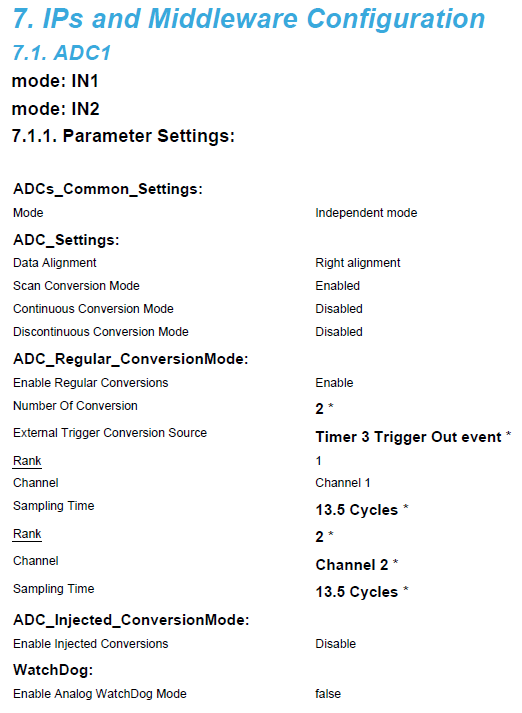 7. IPs and Middleware Configuration
7.1. ADC1
mode: IN1
mode: IN2
7.1.1. Parameter Settings:
ADCs_Common_Settings:
Mode Independent mode
ADC_Settings:
Data Alignment Right alignment
Scan Conversion Mode Enabled
Continuous Conversion Mode Disabled
Discontinuous Conversion Mode Disabled
ADC_Regular_ConversionMode:
Enable Regular Conversions Enable
Number Of Conversion 2 *
External Trigger Conversion Source Timer 3 Trigger Out event *
Rank 1
Channel Channel 1
Sampling Time 13.5 Cycles *
Rank 2 *
Channel Channel 2 *
Sampling Time 13.5 Cycles *
ADC_Injected_ConversionMode:
Enable Injected Conversions Disable
WatchDog:
Enable Analog WatchDog Mode false